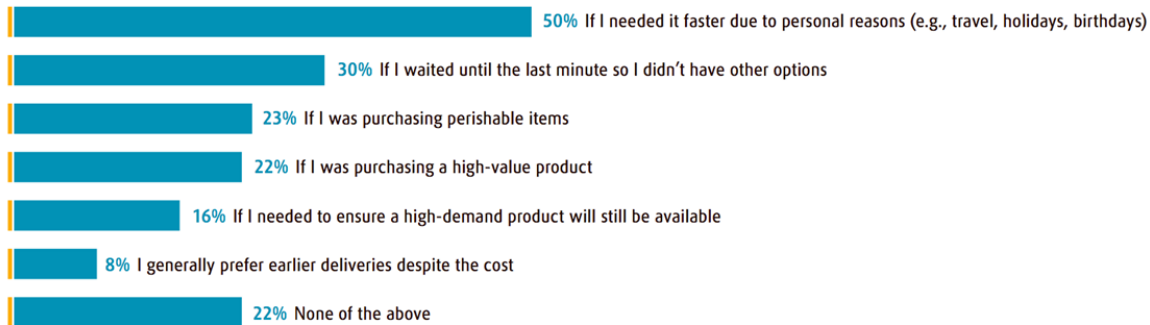 50% If I needed it faster due to personal reasons (e.g., travel, holidays, birthdays)
30% If I waited until the last minute so I didn’t have other options
23% If I was purchasing perishable items
22% If I was purchasing a high-value product
16% If I needed to ensure a high-demand product will still be available
8% I generally prefer earlier deliveries despite the cost
22% None of the above